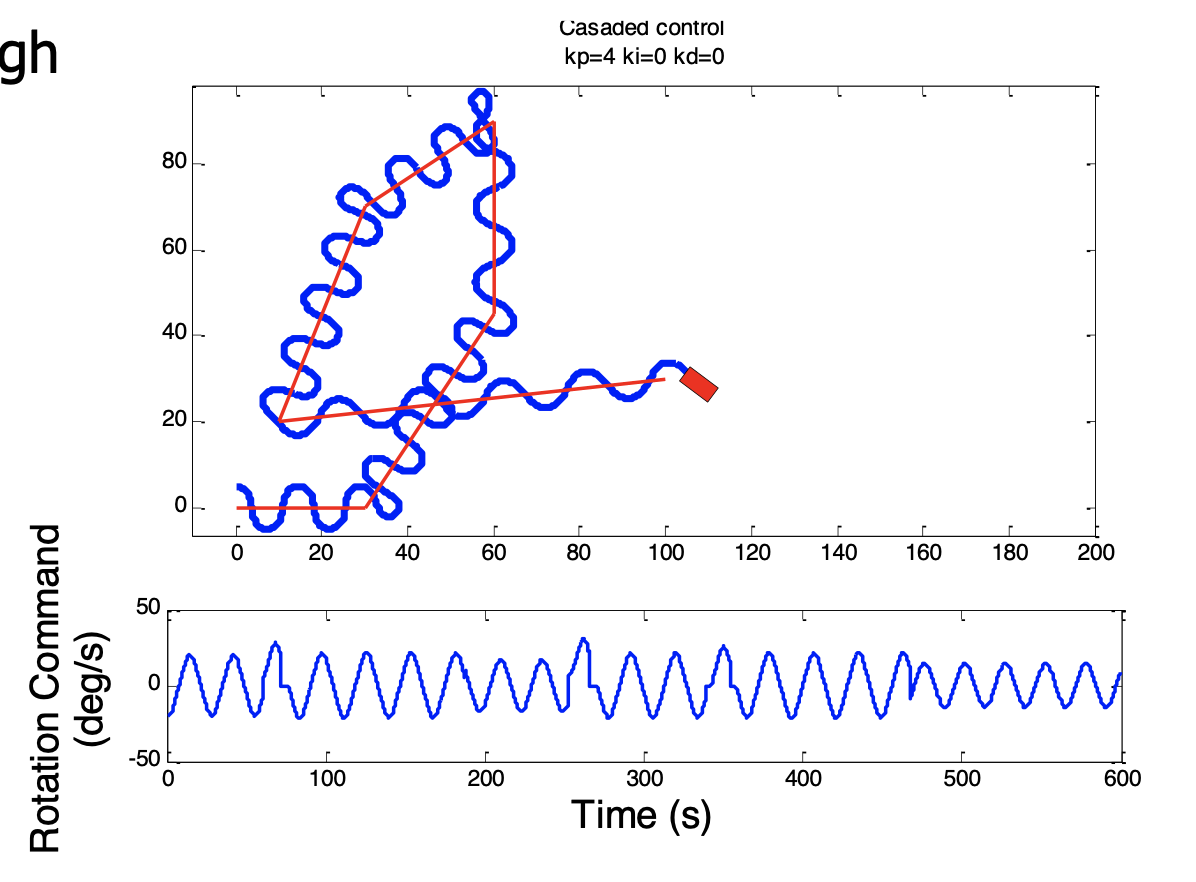 gh
Casaded control
kp=4 ki=0 kd=0
80
60
40
20
0
0 20 40 60 80 100 120 140 160 180 200
Rotation Command
(deg/s)
50
0
-50
0 100 200 300 400 500 600
Time (s)